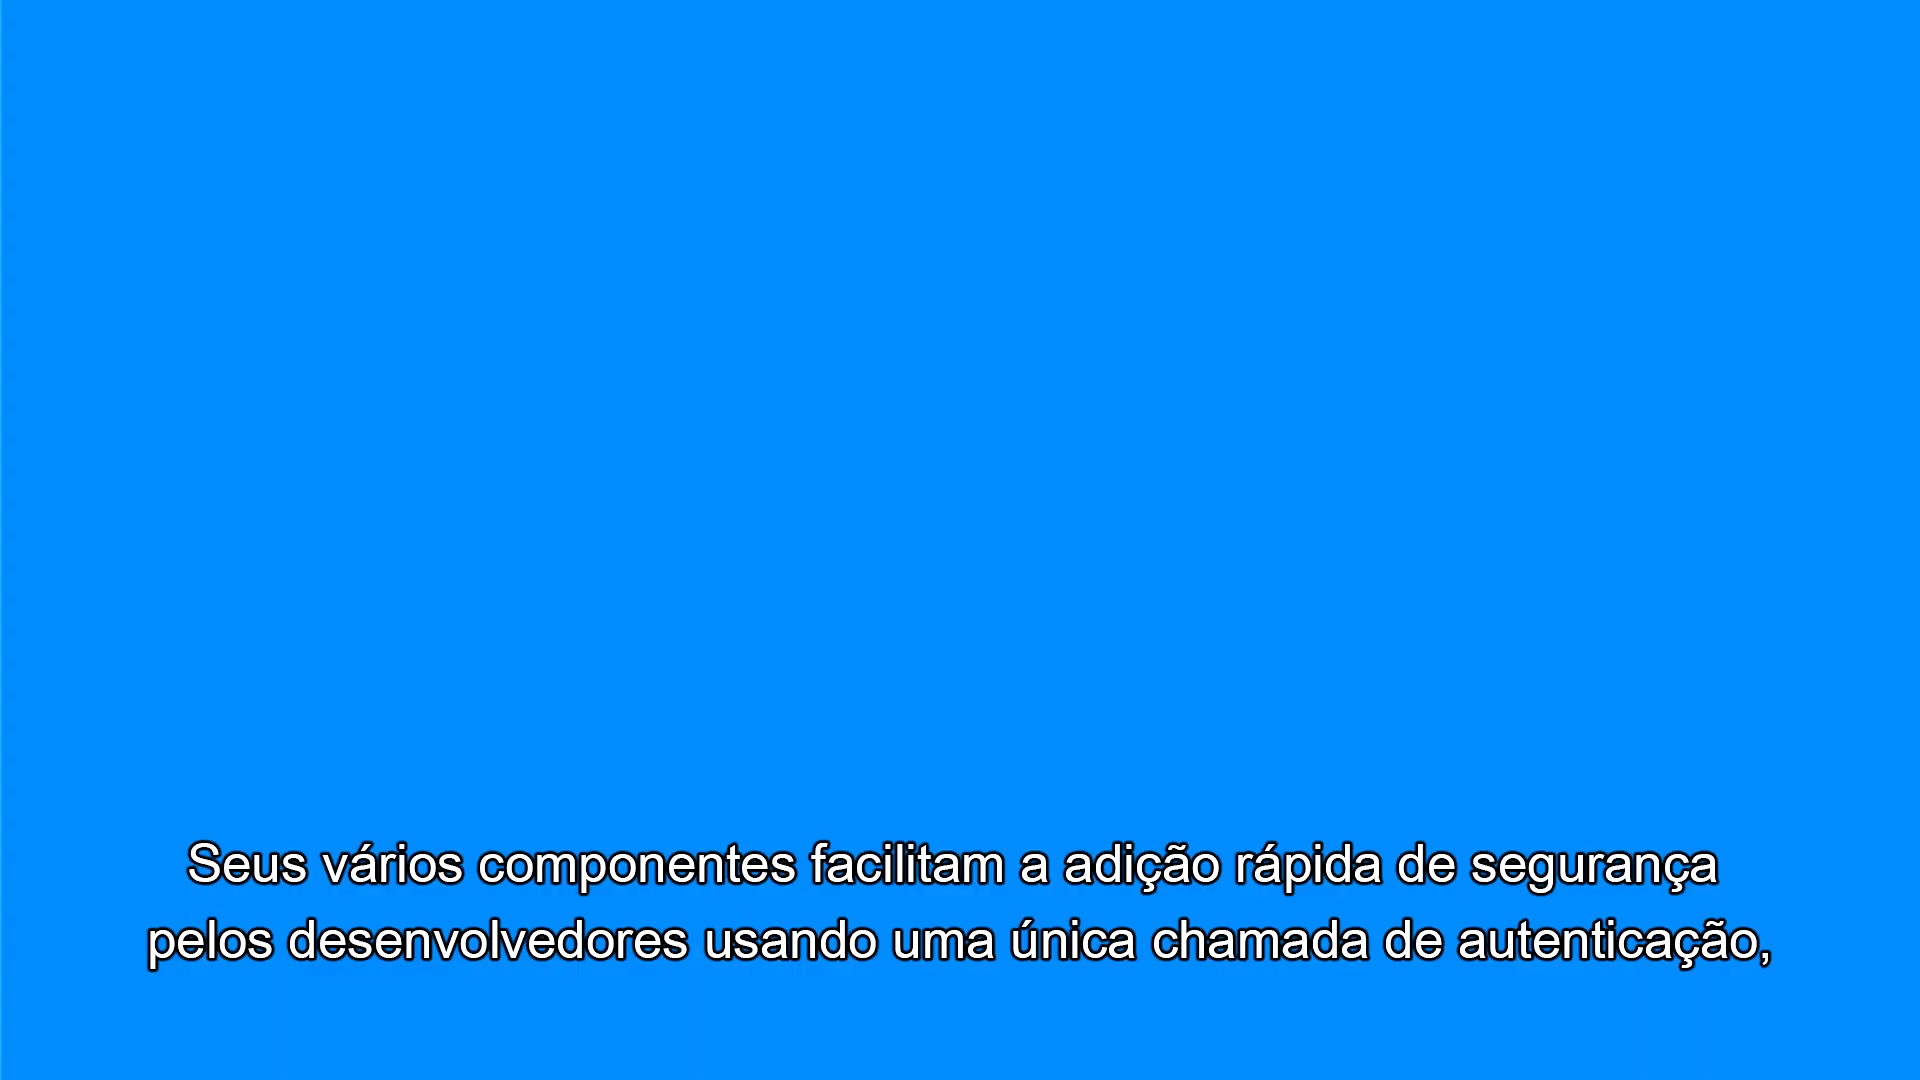 Seus vários componentes facilitam a adição rápida de segurança
pelos desenvolvedores usando uma única chamada de autenticação,